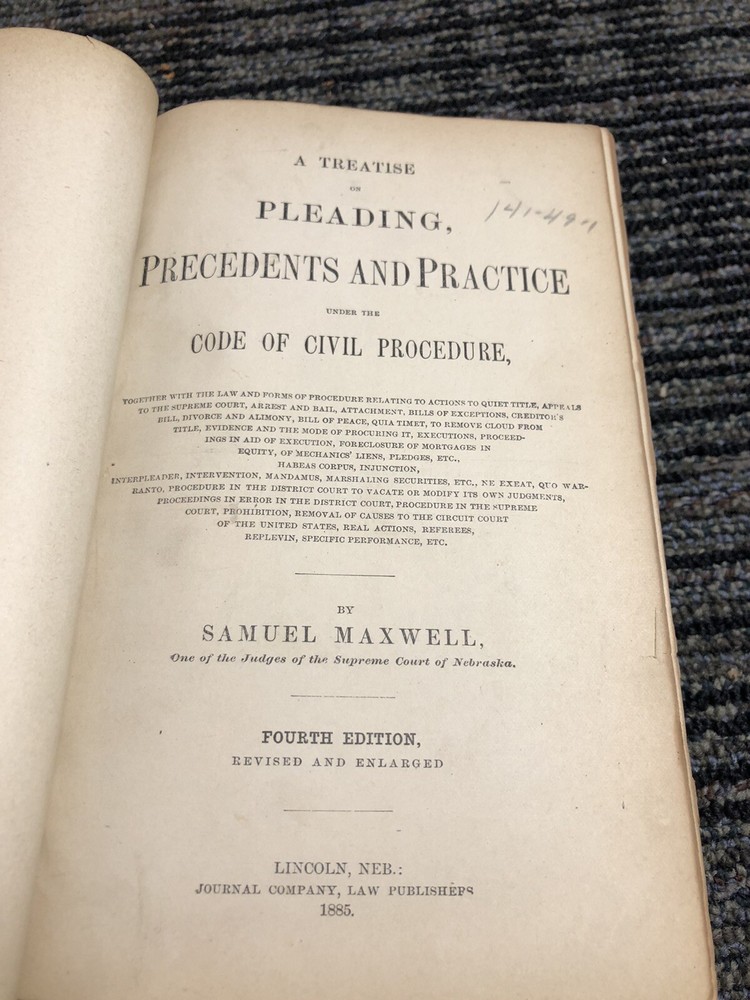 A TREATISE
ON
PLEADING,
PRECEDENTS AND PRACTICE
UNDER THE
CODE OF CIVIL PROCEDURE,
TOGETHER WITH THE LAW AND FORMS OF PROCEDURE RELATING TO ACTIONS TO QUIET TITLE, APPEALS
TO THE SUPREME COURT, ARREST AND BAIL, ATTACHMENT, BILLS OF EXCEPTIONS, CREDITOR'S
BILL, DIVORCE AND ALIMONY, BILL OF PEACE, QUIA TIMET, TO REMOVE CLOUD FROM
TITLE, EVIDENCE AND THE MODE OF PROCURING IT, EXECUTIONS, PROCEED-
INGS IN AID OF EXECUTION, FORECLOSURE OF MORTGAGES IN
EQUITY, OF MECHANICS' LIENS, PLEDGES, ETC.,
HABEAS CORPUS, INJUNCTION,
INTERPLEADER, INTERVENTION, MANDAMUS, MARSHALING SECURITIES, ETC., NE EXEAT, QUO WAR-
RANTO, PROCEDURE IN THE DISTRICT COURT TO VACATE OR MODIFY ITS OWN JUDGMENTS,
PROCEEDINGS IN ERROR IN THE DISTRICT COURT, PROCEDURE IN THE SUPREME
COURT, PROHIBITION, REMOVAL OF CAUSES TO THE CIRCUIT COURT
OF THE UNITED STATES, REAL ACTIONS, REFEREES,
REPLEVIN, SPECIFIC PERFORMANCE, ETC.
BY
SAMUEL MAXWELL,
One of the Judges of the Supreme Court of Nebraska.
FOURTH EDITION,
REVISED AND ENLARGED
LINCOLN, NEB.:
JOURNAL COMPANY, LAW PUBLISHERS
1885.